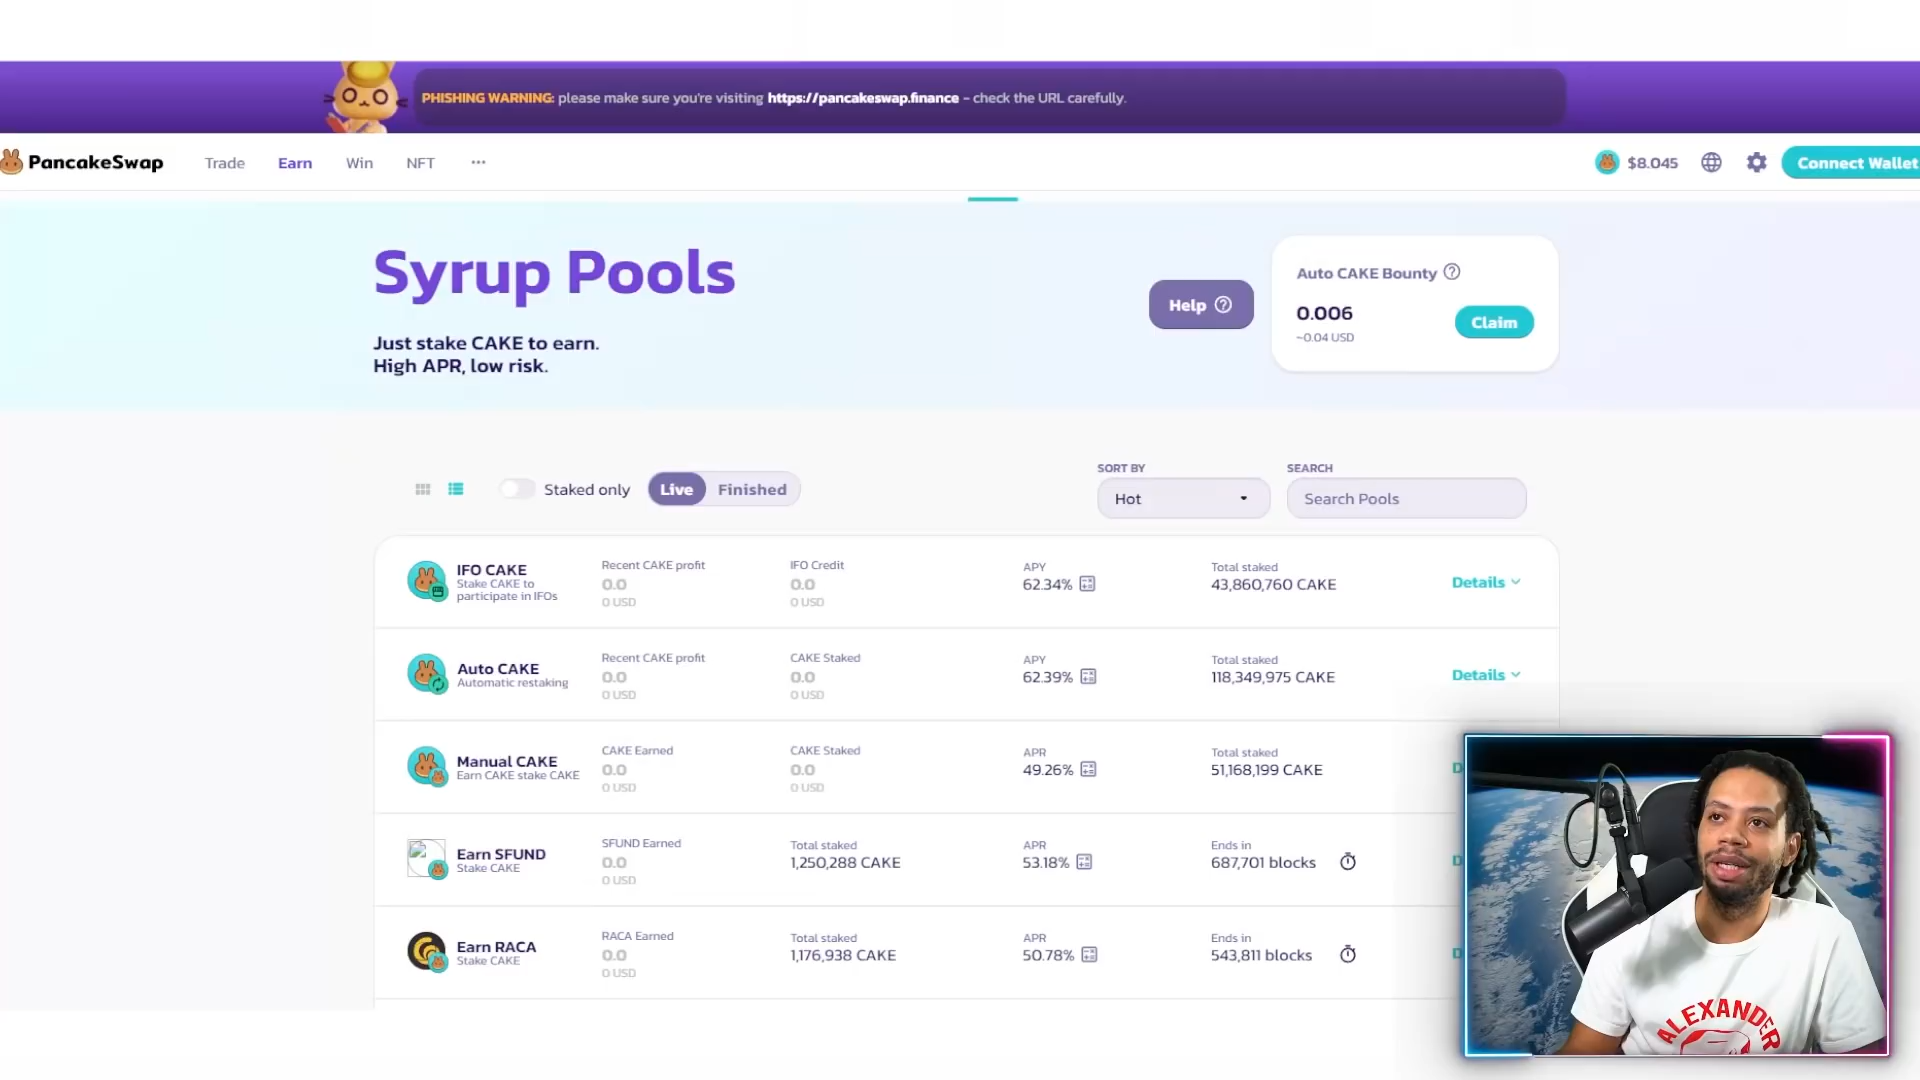 PHISHING WARNING: please make sure you're visiting https://pancakeswap.finance - check the URL carefully.
PancakeSwap Trade Earn Win NFT ... $8.045 Connect Wallet
Syrup Pools
Just stake CAKE to earn.
High APR, low risk.
Help
Auto CAKE Bounty
0.006
~0.04 USD
Claim
Staked only Live Finished
SORT BY
Hot
SEARCH
Search Pools
IFO CAKE
Stake CAKE to
participate in IFOs
Recent CAKE profit
0.0
0 USD
IFO Credit
0.0
0 USD
APY
62.34%
Total staked
43,860,760 CAKE
Details
Auto CAKE
Automatic restaking
Recent CAKE profit
0.0
0 USD
CAKE Staked
0.0
0 USD
APY
62.39%
Total staked
118,349,975 CAKE
Details
Manual CAKE
Earn CAKE stake CAKE
CAKE Earned
0.0
0 USD
CAKE Staked
0.0
0 USD
APR
49.26%
Total staked
51,168,199 CAKE
Earn SFUND
Stake CAKE
SFUND Earned
0.0
0 USD
Total staked
1,250,288 CAKE
APR
53.18%
Ends in
687,701 blocks
Earn RACA
Stake CAKE
RACA Earned
0.0
0 USD
Total staked
1,176,938 CAKE
APR
50.78%
Ends in
543,811 blocks
ALEXANDER